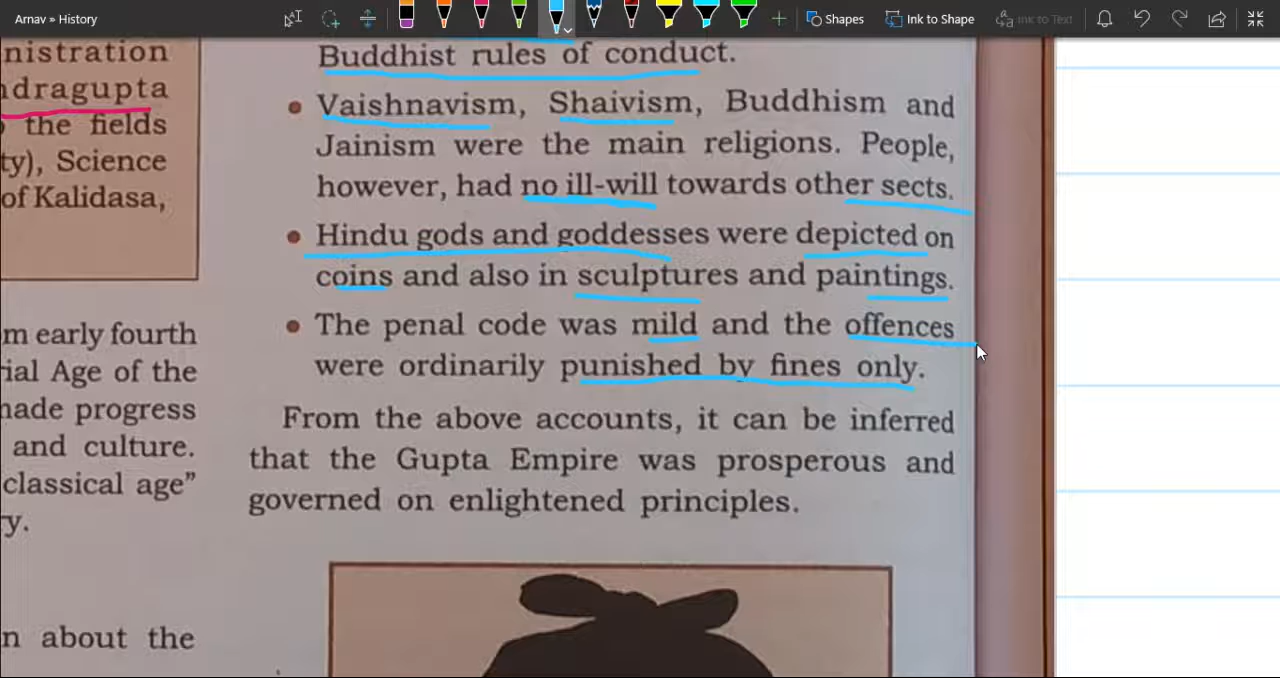 Arnav » History
Shapes
Ink to Shape
Ink to Text
nistration
ndragupta
the fields
ty), Science
of Kalidasa,
m early fourth
rial Age of the
made progress
and culture.
classical age”
ry.
n about the
Buddhist rules of conduct.
• Vaishnavism, Shaivism, Buddhism and
Jainism were the main religions. People,
however, had no ill-will towards other sects.
• Hindu gods and goddesses were depicted on
coins and also in sculptures and paintings.
• The penal code was mild and the offences
were ordinarily punished by fines only.
From the above accounts, it can be inferred
that the Gupta Empire was prosperous and
governed on enlightened principles.